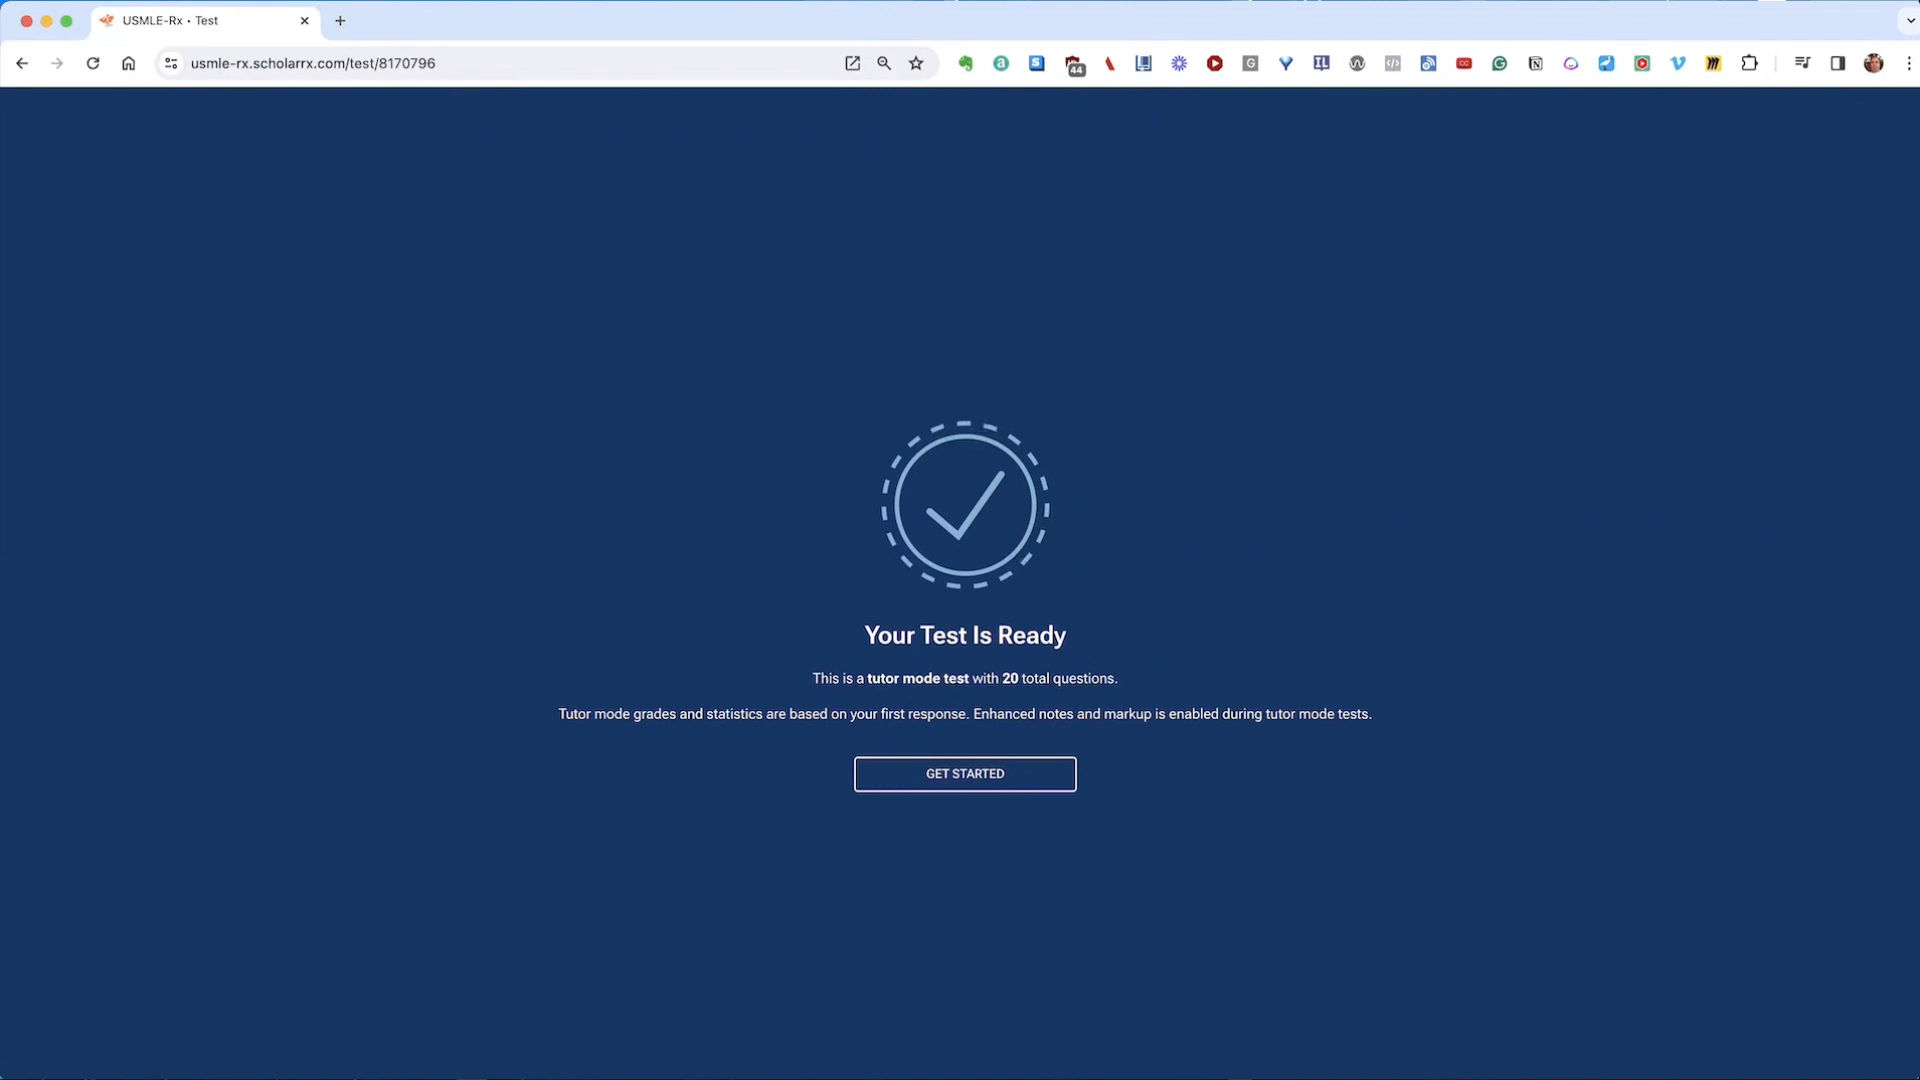 USMLE-Rx • Test
usmle-rx.scholarrx.com/test/8170796
44
Your Test Is Ready
This is a tutor mode test with 20 total questions.
Tutor mode grades and statistics are based on your first response. Enhanced notes and markup is enabled during tutor mode tests.
GET STARTED